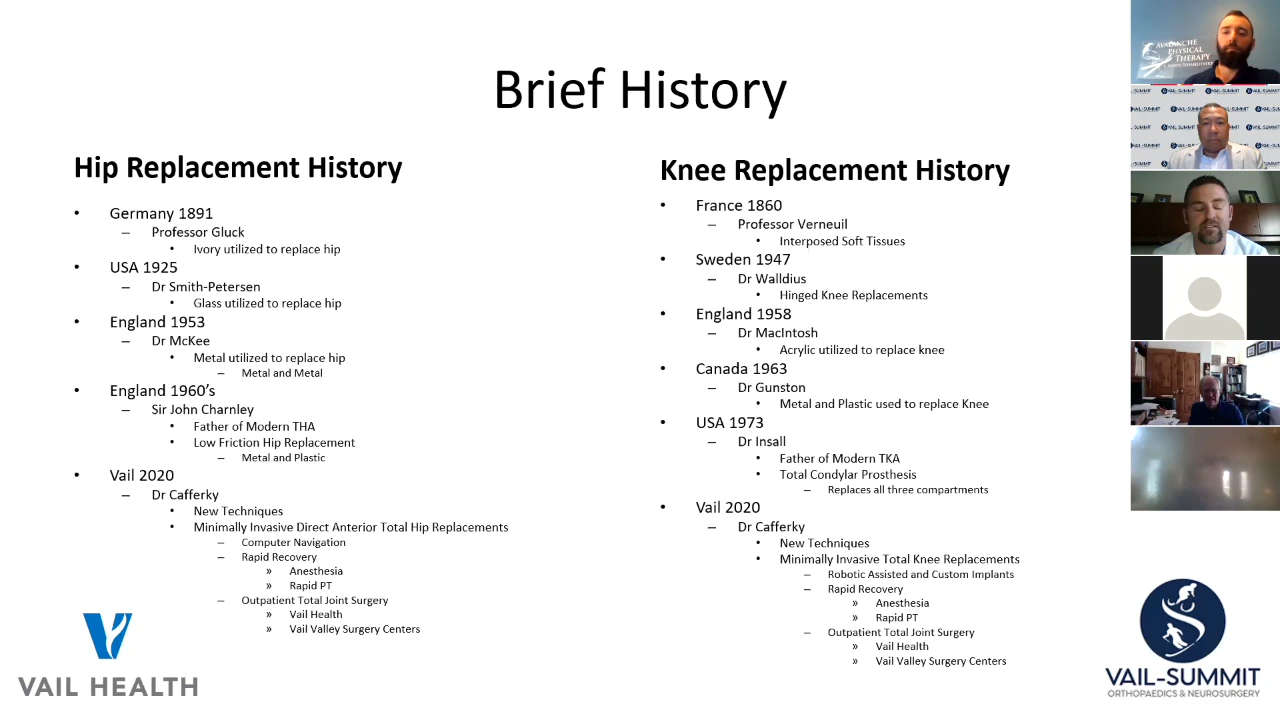 Brief History
Hip Replacement History
• Germany 1891
– Professor Gluck
• Ivory utilized to replace hip
• USA 1925
– Dr Smith-Petersen
• Glass utilized to replace hip
• England 1953
– Dr McKee
• Metal utilized to replace hip
– Metal and Metal
• England 1960’s
– Sir John Charnley
• Father of Modern THA
• Low Friction Hip Replacement
– Metal and Plastic
• Vail 2020
– Dr Cafferky
• New Techniques
• Minimally Invasive Direct Anterior Total Hip Replacements
– Computer Navigation
– Rapid Recovery
» Anesthesia
» Rapid PT
– Outpatient Total Joint Surgery
» Vail Health
» Vail Valley Surgery Centers
Knee Replacement History
• France 1860
– Professor Verneuil
• Interposed Soft Tissues
• Sweden 1947
– Dr Walldius
• Hinged Knee Replacements
• England 1958
– Dr MacIntosh
• Acrylic utilized to replace knee
• Canada 1963
– Dr Gunston
• Metal and Plastic used to replace Knee
• USA 1973
– Dr Insall
• Father of Modern TKA
• Total Condylar Prosthesis
– Replaces all three compartments
• Vail 2020
– Dr Cafferky
• New Techniques
• Minimally Invasive Total Knee Replacements
– Robotic Assisted and Custom Implants
– Rapid Recovery
» Anesthesia
» Rapid PT
– Outpatient Total Joint Surgery
» Vail Health
» Vail Valley Surgery Centers
VAIL HEALTH
AVALANCHE
PHYSICAL
THERAPY
VAIL-SUMMIT
ORTHOPAEDICS & NEUROSURGERY